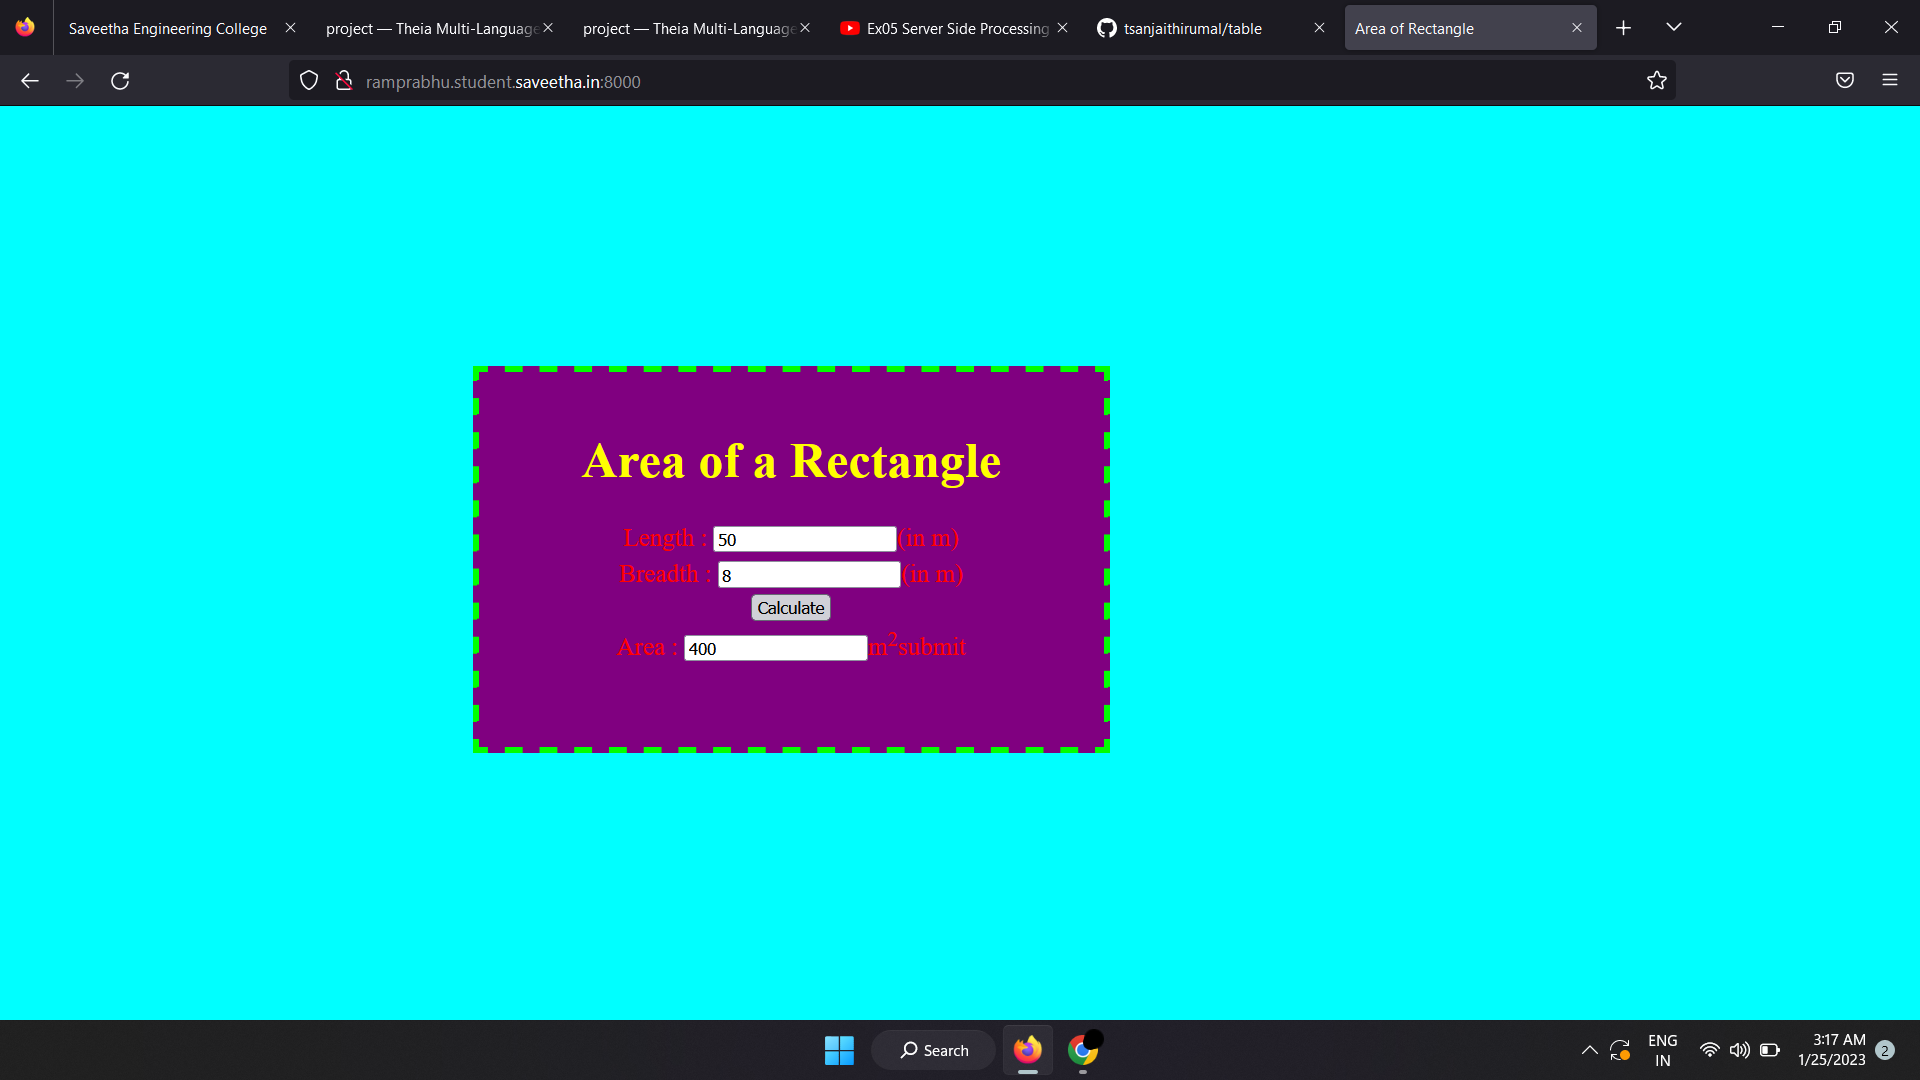 Saveetha Engineering College
project — Theia Multi-Language
project — Theia Multi-Language
Ex05 Server Side Processing
tsanjaithirumal/table
Area of Rectangle
ramprabhu.student.saveetha.in:8000
Area of a Rectangle
Length : 50 (in m)
Breadth : 8 (in m)
Calculate
Area : 400 m²submit
Search
ENG
IN
3:17 AM
1/25/2023
2